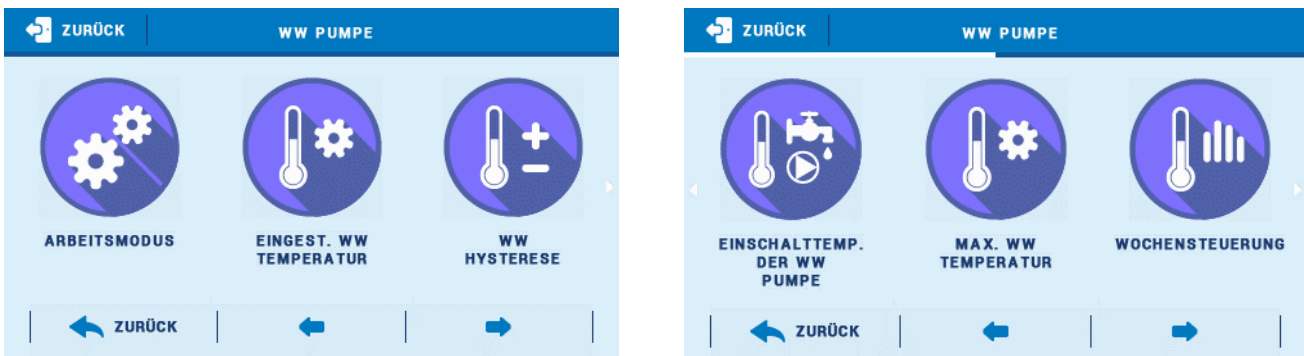 ZURÜCK
WW PUMPE
ARBEITSMODUS
EINGEST. WW
TEMPERATUR
WW
HYSTERESE
ZURÜCK
ZURÜCK
WW PUMPE
EINSCHALTTEMP.
DER WW
PUMPE
MAX. WW
TEMPERATUR
WOCHENSTEUERUNG
ZURÜCK